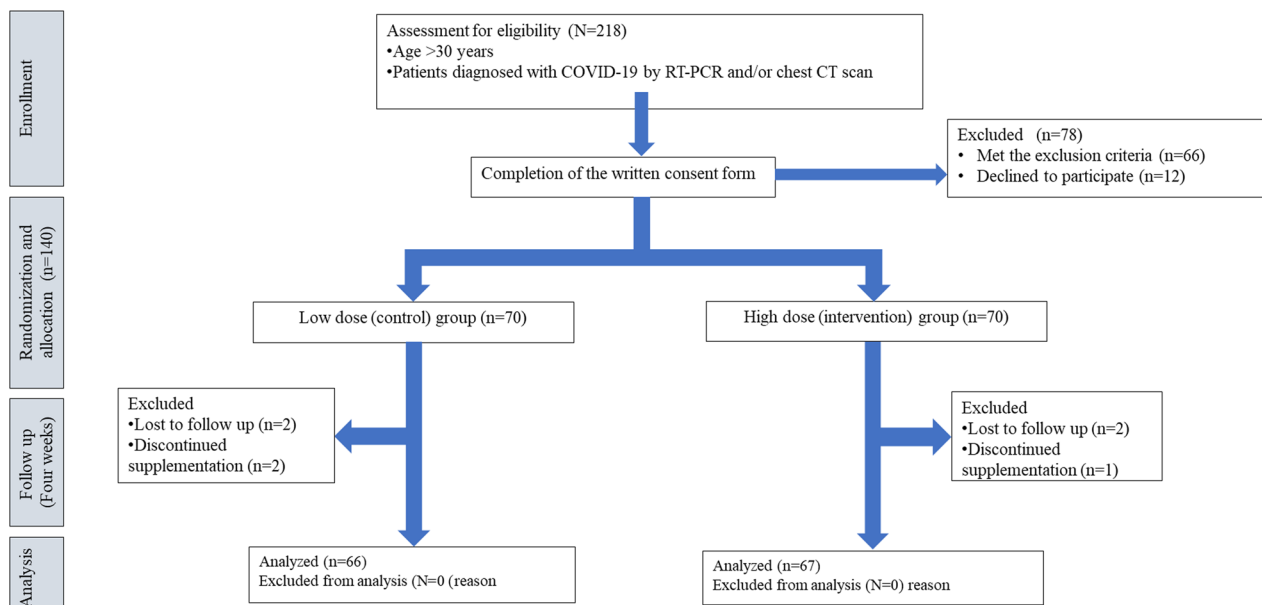 Enrollment
Assessment for eligibility (N=218)
•Age >30 years
•Patients diagnosed with COVID-19 by RT-PCR and/or chest CT scan
Completion of the written consent form
Excluded (n=78)
• Met the exclusion criteria (n=66)
• Declined to participate (n=12)
Randomization and
allocation (n=140)
Low dose (control) group (n=70)
High dose (intervention) group (n=70)
Follow up
(Four weeks)
Excluded
•Lost to follow up (n=2)
•Discontinued
supplementation (n=2)
Excluded
•Lost to follow up (n=2)
•Discontinued
supplementation (n=1)
Analysis
Analyzed (n=66)
Excluded from analysis (N=0 (reason
Analyzed (n=67)
Excluded from analysis (N=0) reason